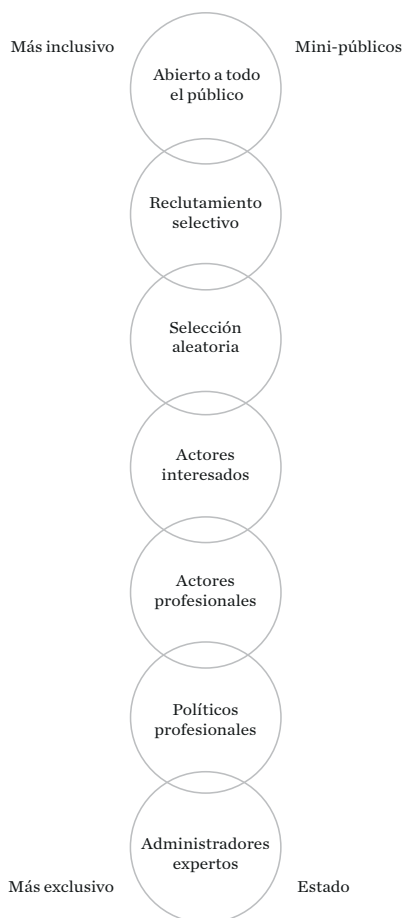 Más inclusivo
Mini-públicos
Abierto a todo
el público
Reclutamiento
selectivo
Selección
aleatoria
Actores
interesados
Actores
profesionales
Políticos
profesionales
Administradores
expertos
Más exclusivo
Estado